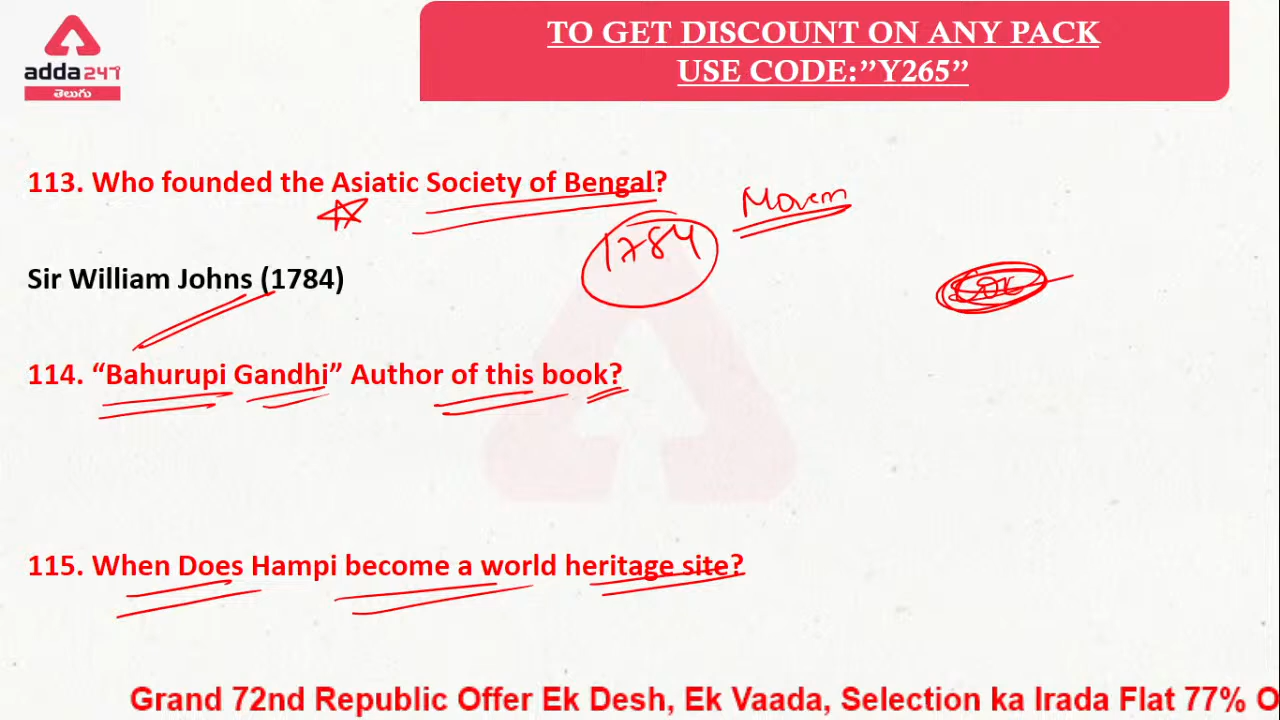 TO GET DISCOUNT ON ANY PACK
USE CODE:”Y265”
adda247
తెలుగు
113. Who founded the Asiatic Society of Bengal?
Movem
1784
Sir William Johns (1784)
114. “Bahurupi Gandhi” Author of this book?
115. When Does Hampi become a world heritage site?
Grand 72nd Republic Offer Ek Desh, Ek Vaada, Selection ka Irada Flat 77% O